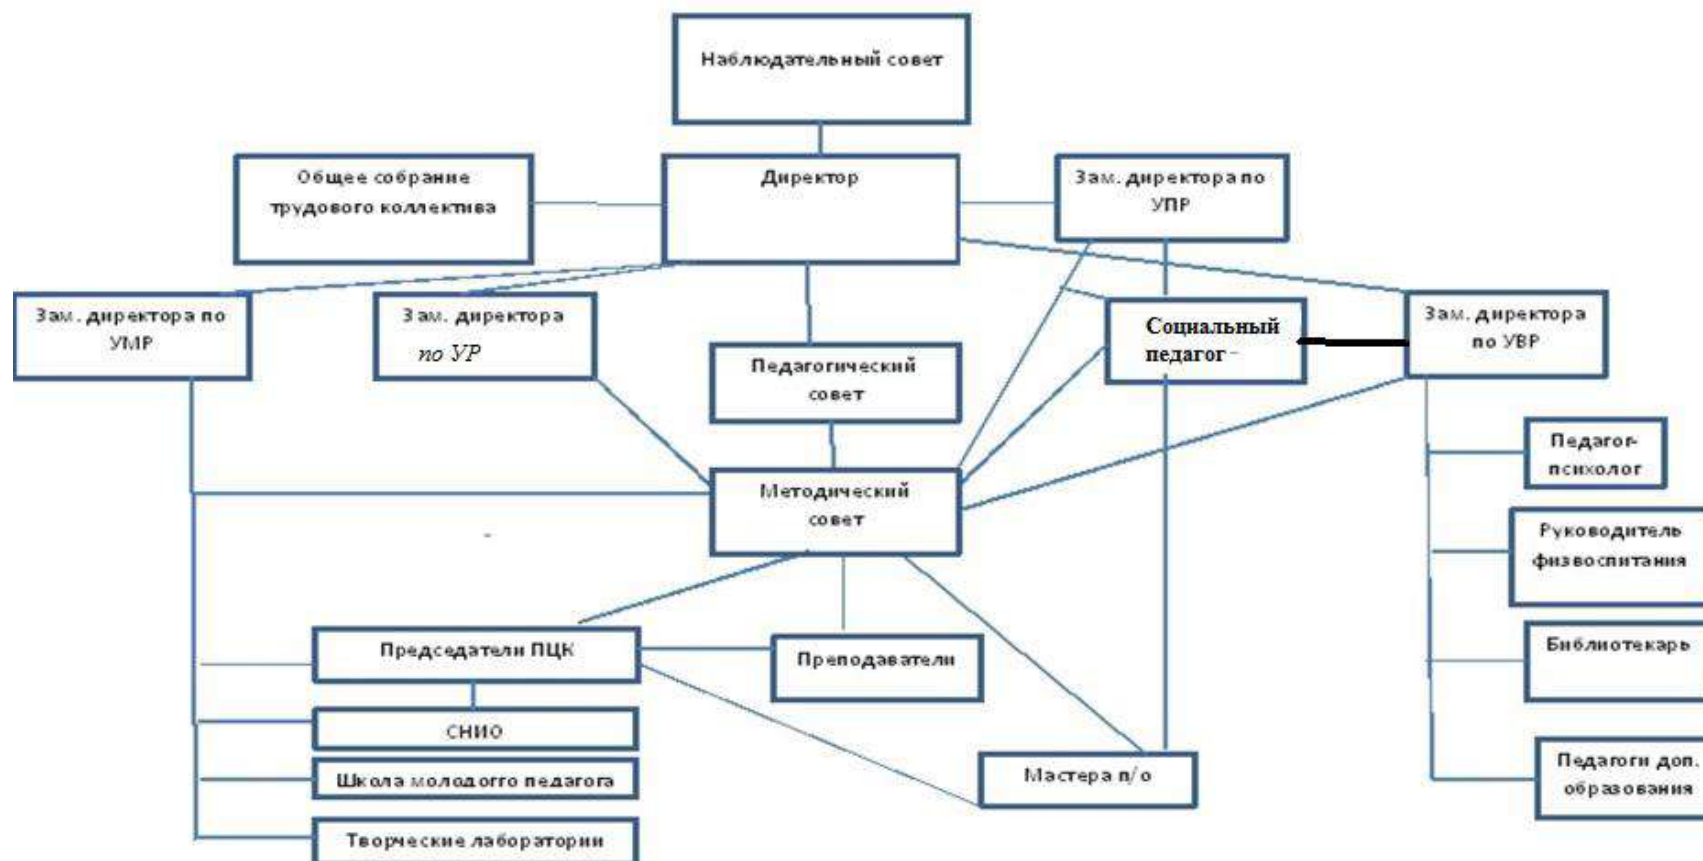 Наблюдательный совет
Общее собрание
трудового коллектива
Директор
Зам. директора по
УПР
Зам. директора по
УМР
Зам. директора
по УР
Педагогический
совет
Социальный
педагог –
Зам. директора
по УВР
Педагог-
психолог
Методический
совет
Руководитель
физвоспитания
Председатели ПЦК
Преподаватели
Библиотекарь
СНИО
Школа молодогго педагога
Мастера п/о
Педагоги доп.
образования
Творческие лаборатории